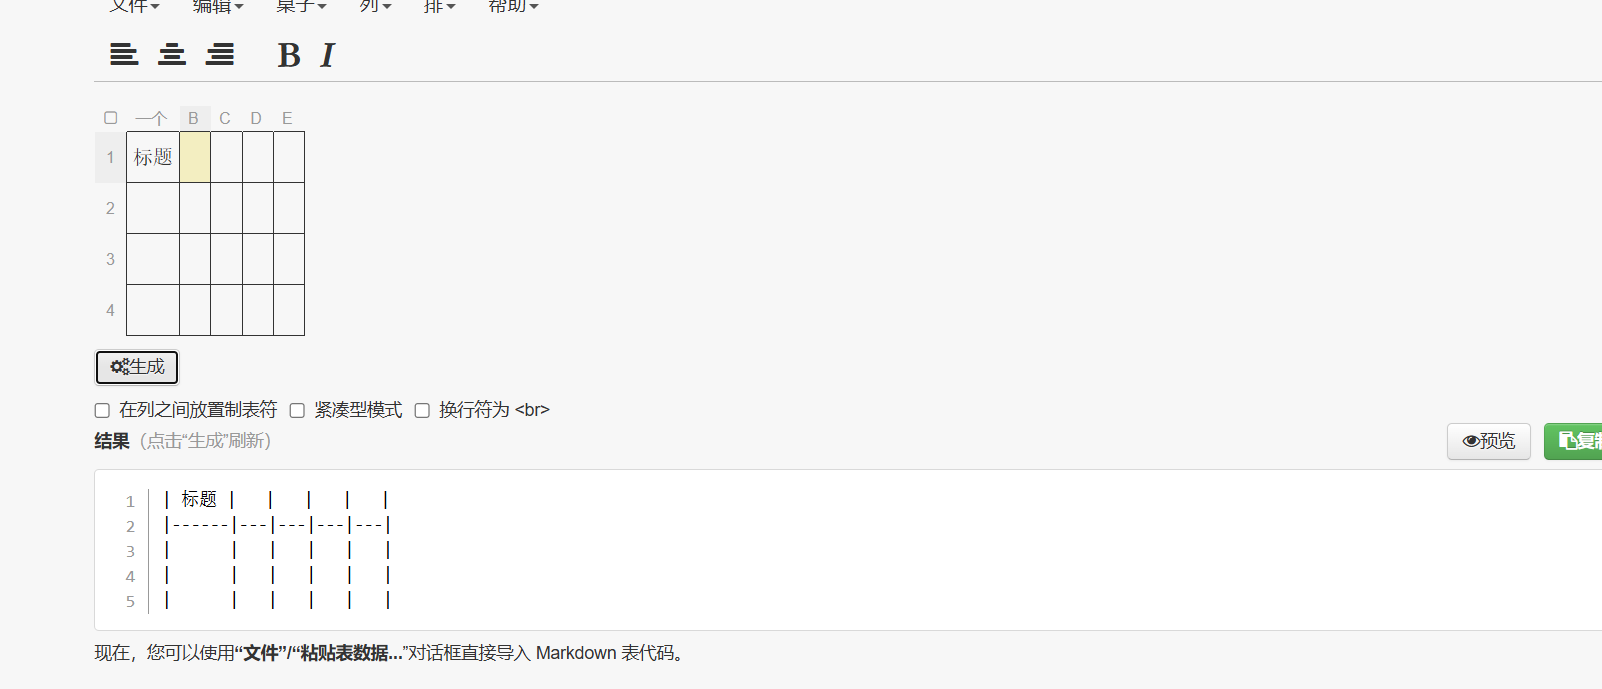 文件 编辑 桌子 列 排 帮助
B I
一个 B C D E
1 标题
2
3
4
生成
在列之间放置制表符 紧凑型模式 换行符为 <br>
结果 (点击“生成”刷新)
预览 复制
1 | 标题 |   |   |   |   |
2 |------|---|---|---|---|
3 |      |   |   |   |   |
4 |      |   |   |   |   |
5 |      |   |   |   |   |
现在，您可以使用“文件”/“粘贴表数据...”对话框直接导入 Markdown 表代码。